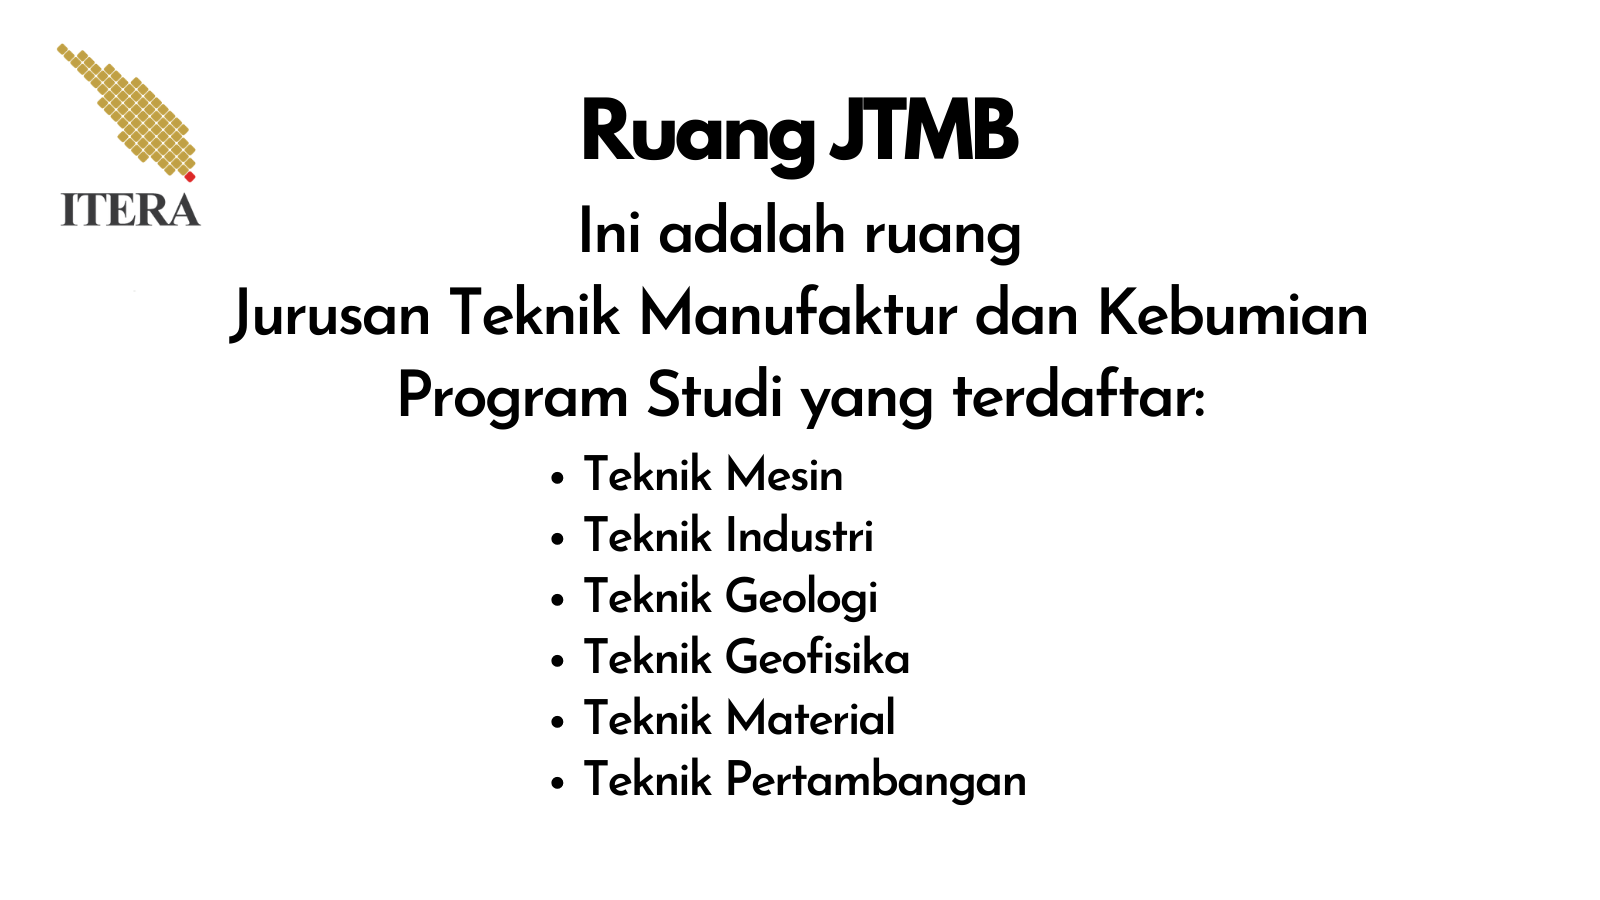 ITERA
Ruang JTMB
Ini adalah ruang
Jurusan Teknik Manufaktur dan Kebumian
Program Studi yang terdaftar:
• Teknik Mesin
• Teknik Industri
• Teknik Geologi
• Teknik Geofisika
• Teknik Material
• Teknik Pertambangan